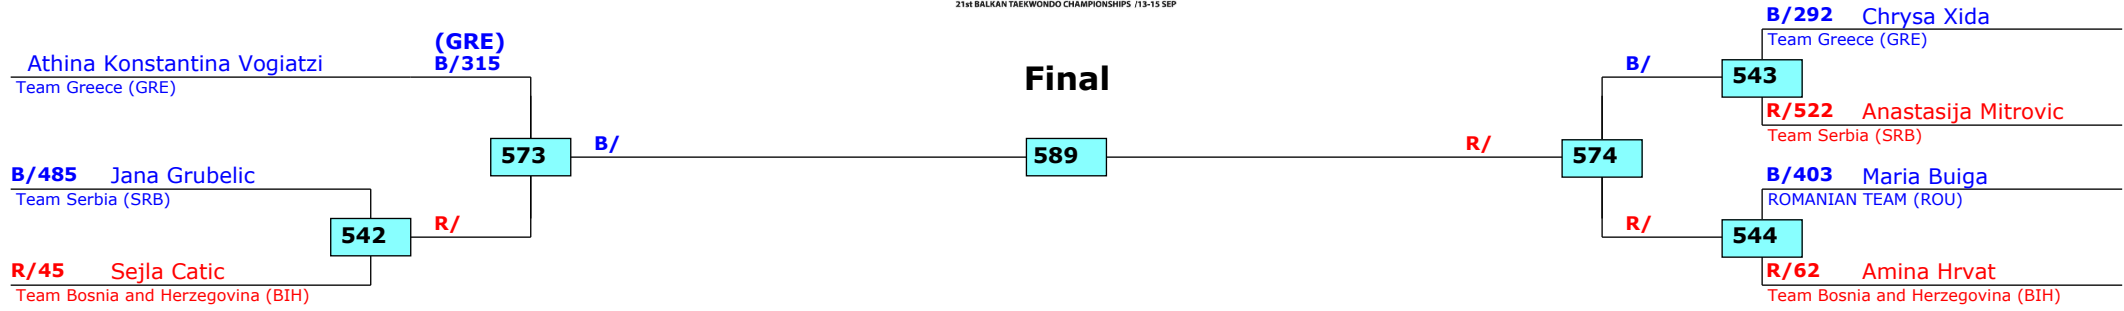 21st BALKAN TAEKWONDO CHAMPIONSHIPS /13-15 SEP
(GRE)
Athina Konstantina Vogiatzi B/315
Team Greece (GRE)
573
B/
B/485 Jana Grubelic
Team Serbia (SRB)
542
R/
R/45 Sejla Catic
Team Bosnia and Herzegovina (BIH)
Final
589
B/292 Chrysa Xida
Team Greece (GRE)
B/
543
R/522 Anastasija Mitrovic
Team Serbia (SRB)
R/
574
B/403 Maria Buiga
ROMANIAN TEAM (ROU)
R/
544
R/62 Amina Hrvat
Team Bosnia and Herzegovina (BIH)